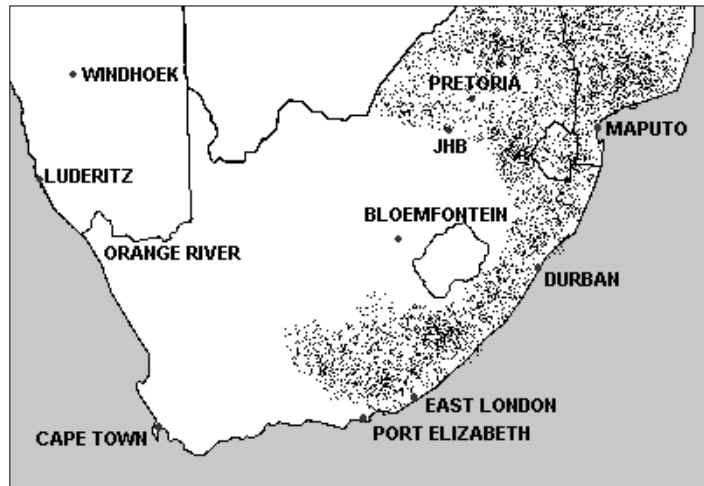 WINDHOEK
PRETORIA
MAPUTO
JHB
LUDERITZ
BLOEMFONTEIN
ORANGE RIVER
DURBAN
EAST LONDON
CAPE TOWN
PORT ELIZABETH